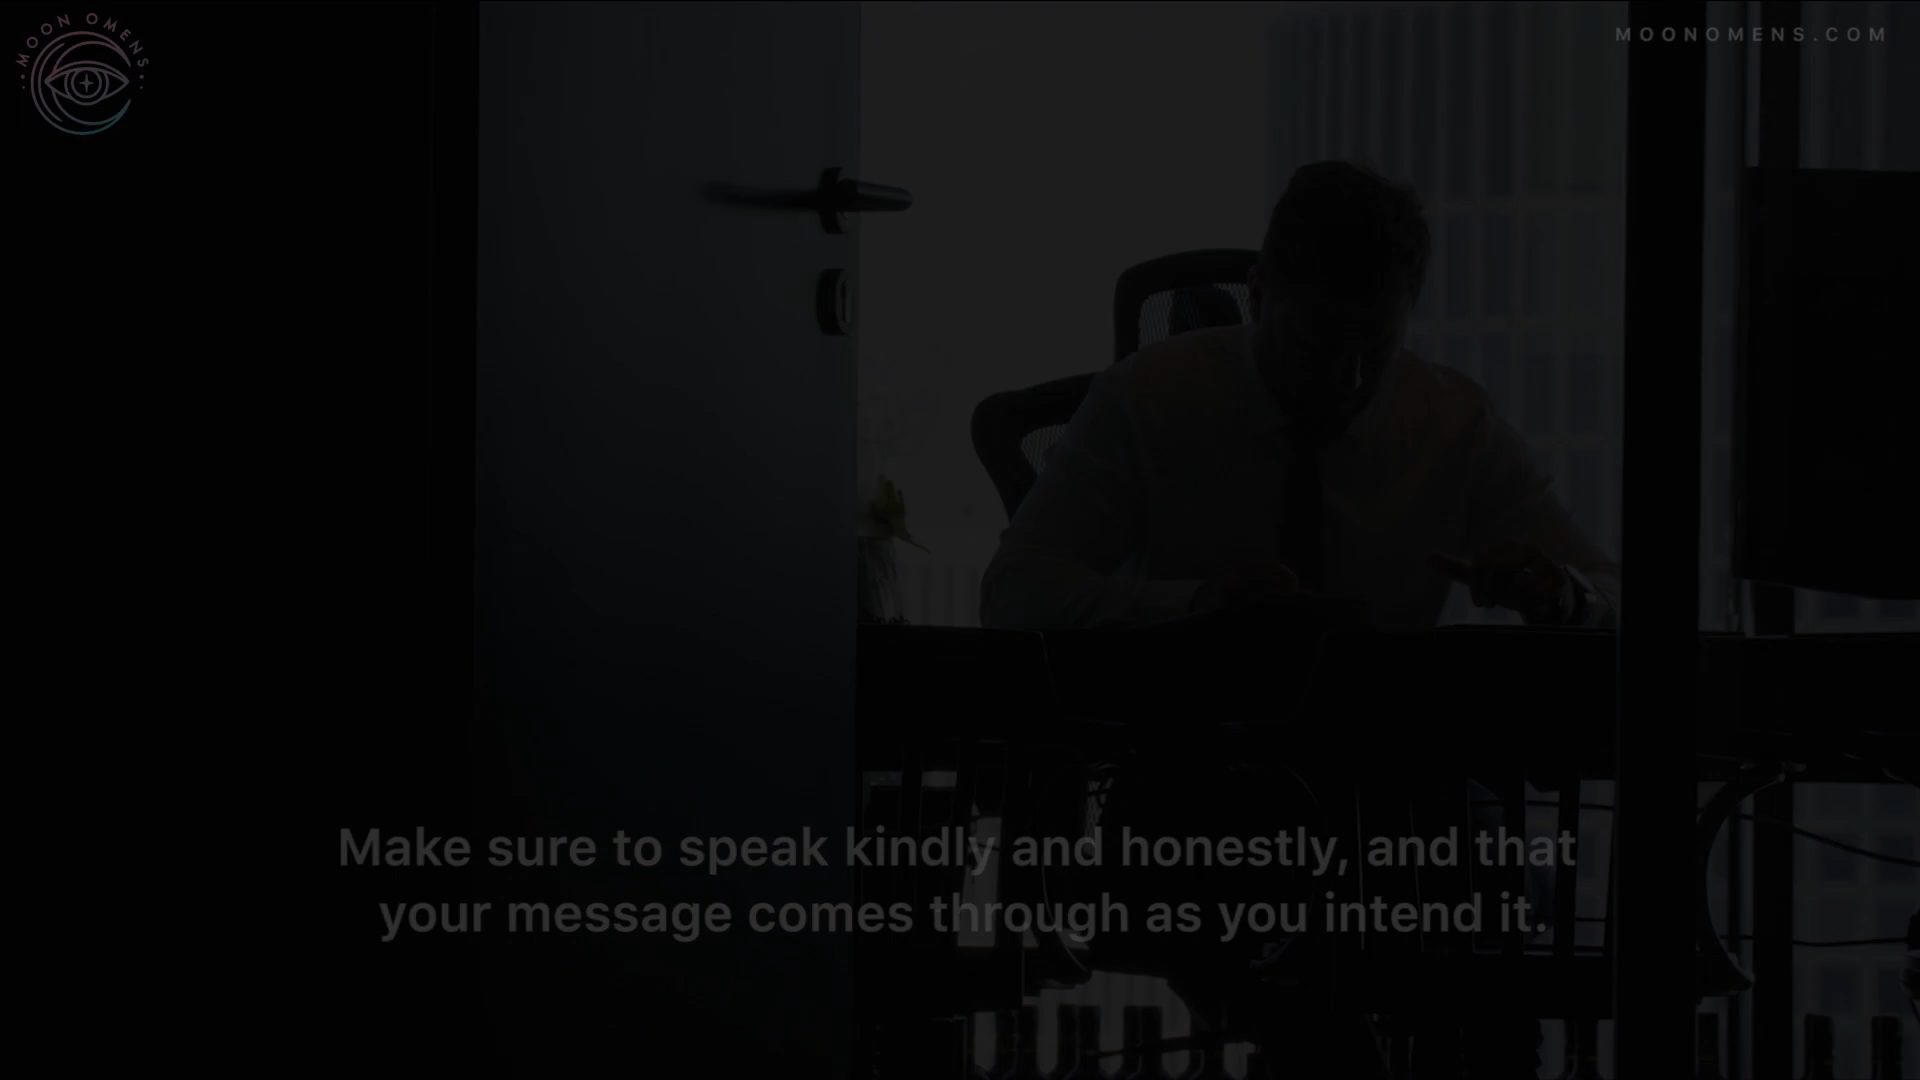 MOON OMENS
MOONOMENS.COM
Make sure to speak kindly and honestly, and that
your message comes through as you intend it.